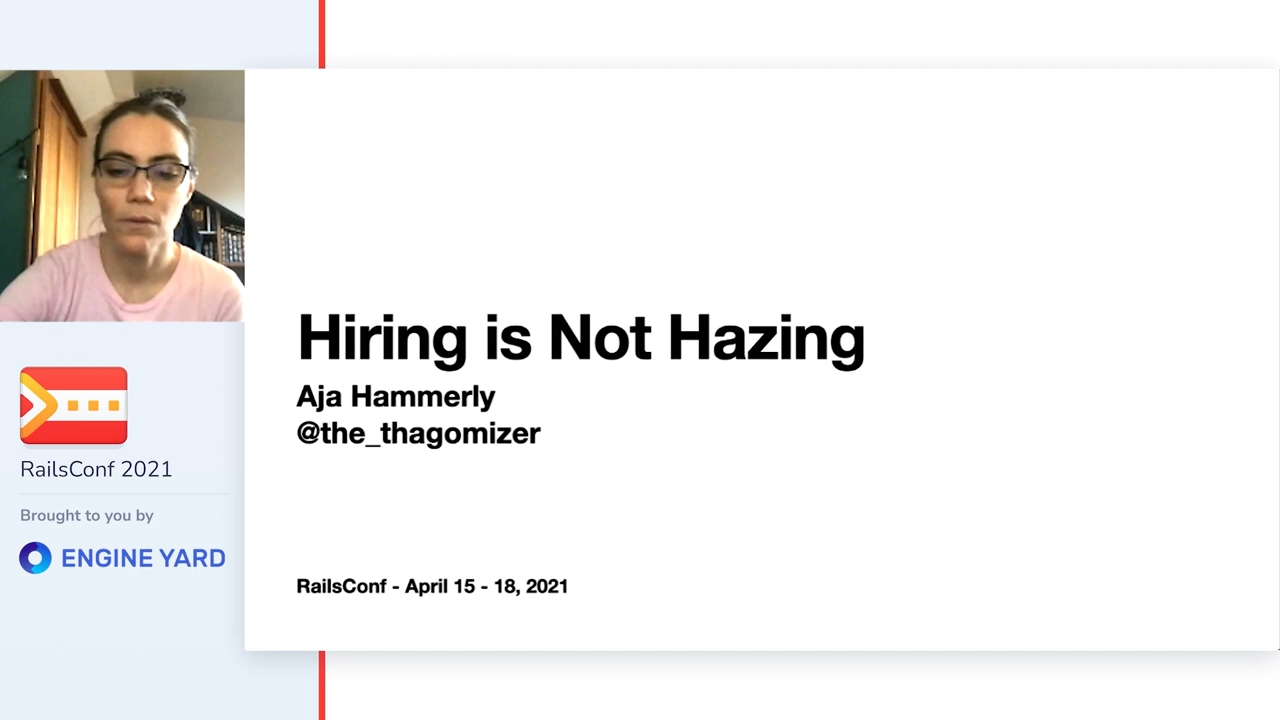 Hiring is Not Hazing
Aja Hammerly
@the_thagomizer
RailsConf - April 15 - 18, 2021
RailsConf 2021
Brought to you by
ENGINE YARD